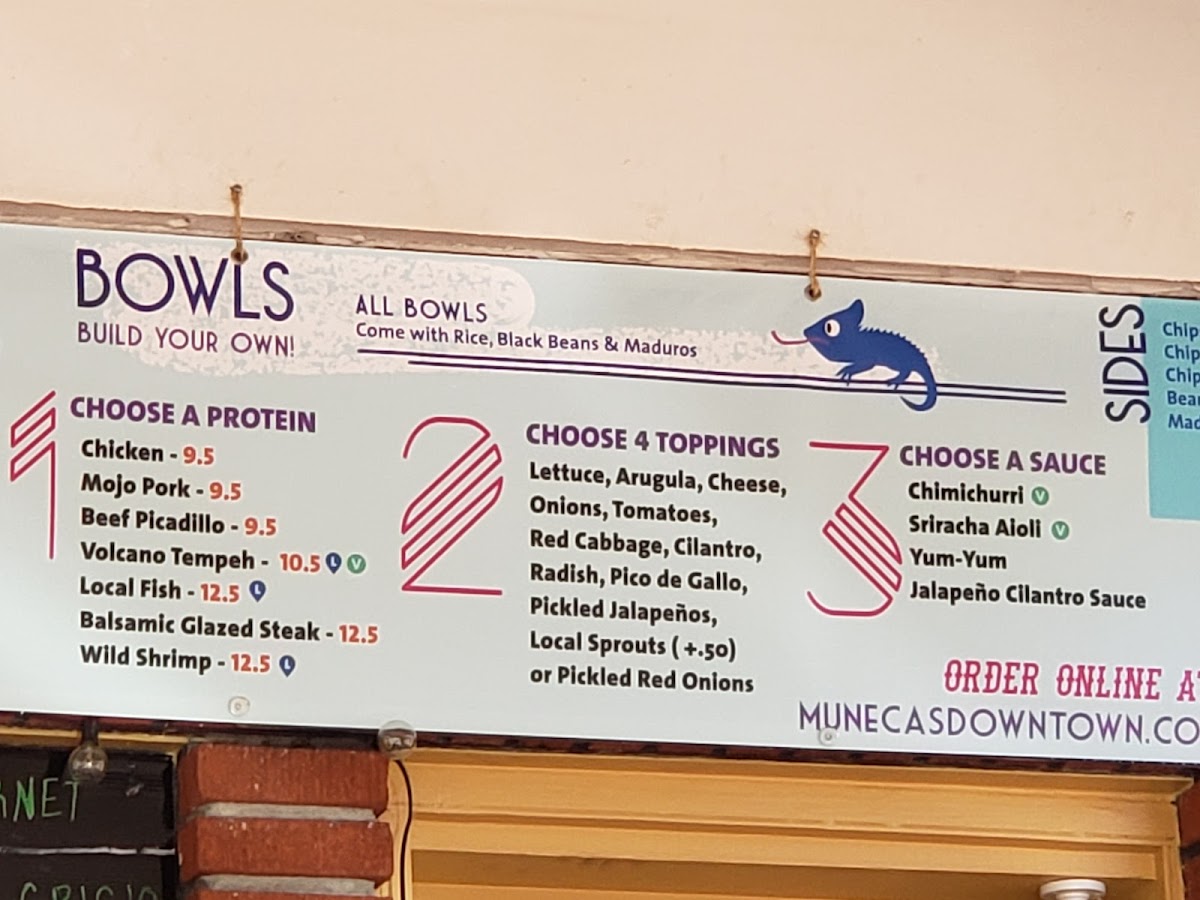 BOWLS
BUILD YOUR OWN!
ALL BOWLS
Come with Rice, Black Beans & Maduros
1
CHOOSE A PROTEIN
Chicken - 9.5
Mojo Pork - 9.5
Beef Picadillo - 9.5
Volcano Tempeh - 10.5 L V
Local Fish - 12.5 L
Balsamic Glazed Steak - 12.5
Wild Shrimp - 12.5 L
2
CHOOSE 4 TOPPINGS
Lettuce, Arugula, Cheese,
Onions, Tomatoes,
Red Cabbage, Cilantro,
Radish, Pico de Gallo,
Pickled Jalapeños,
Local Sprouts ( +.50)
or Pickled Red Onions
3
CHOOSE A SAUCE
Chimichurri V
Sriracha Aioli V
Yum-Yum
Jalapeño Cilantro Sauce
SIDES
Chip
Chip
Chip
ORDER ONLINE
MUNECASDOWNTOWN.CO